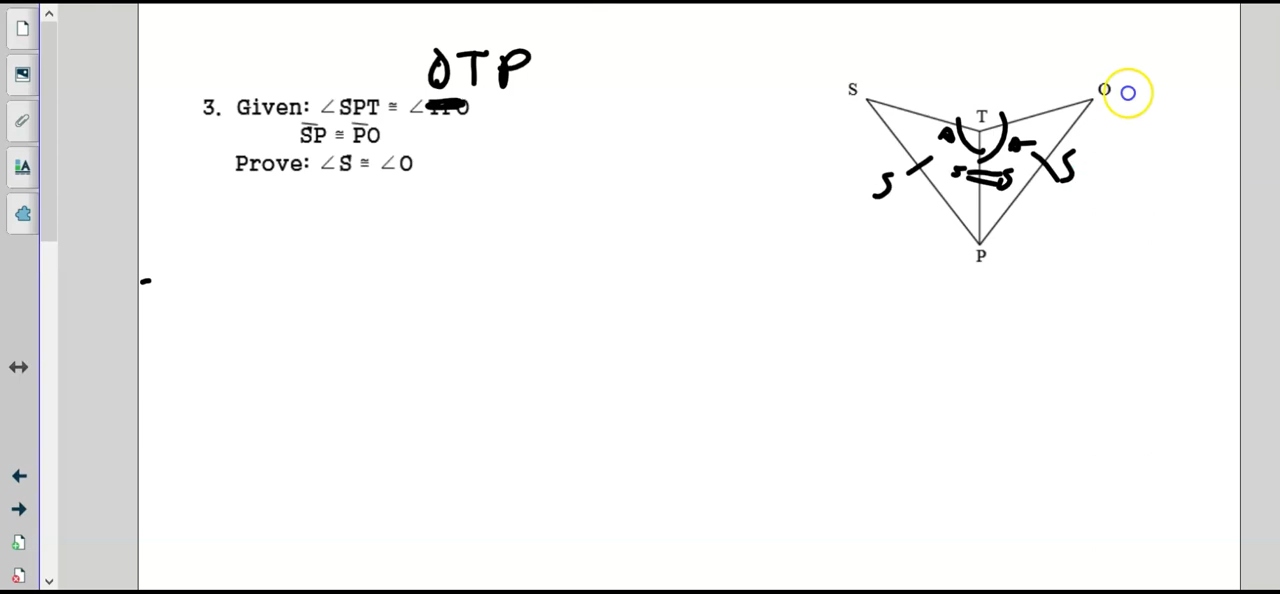 OTP
3. Given: ∠SPT ≅ ∠
SP ≅ PO
Prove: ∠S ≅ ∠O
S
O
T
A
A
S
S
S
S
P